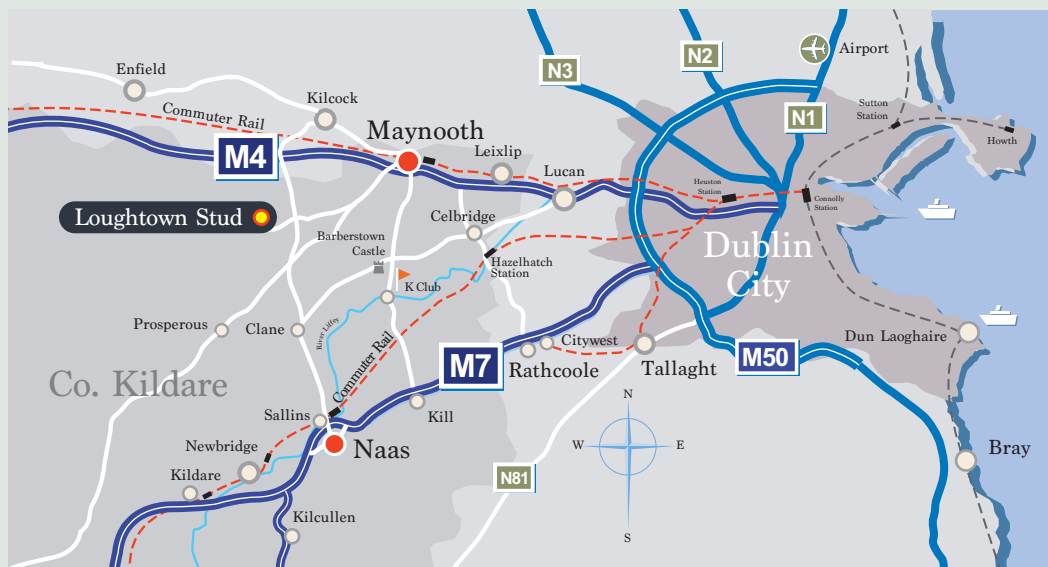 Enfield
Kilcock
Commuter Rail
Maynooth
M4
Leixlip
Lucan
N3
N2
N1
Airport
Sutton
Station
Howth
Heuston
Station
Connolly
Station
Loughtown Stud
Celbridge
Barberstown
Castle
Hazelhatch
Station
K Club
Dublin
City
Prosperous
Clane
River Liffey
Commuter Rail
Citywest
Rathcoole
Tallaght
M7
M50
Dun Laoghaire
Co. Kildare
Sallins
Kill
Naas
Newbridge
Kildare
Kilcullen
N81
N
W
E
S
Bray